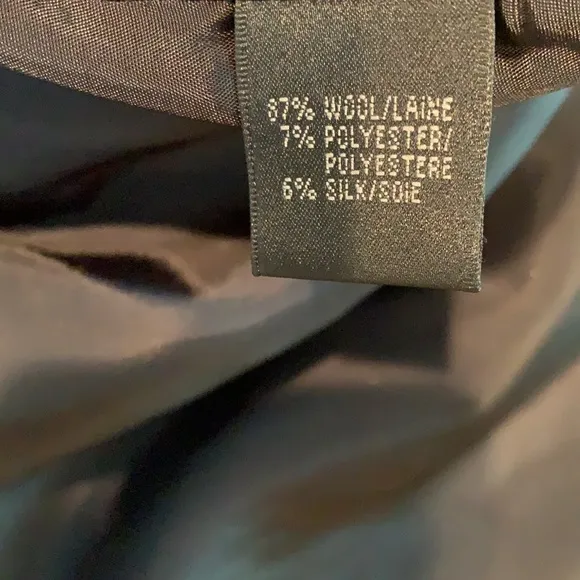 87% WOOL/LAINE
7% POLYESTER/
POLYESTERE
6% SILK/SOIE